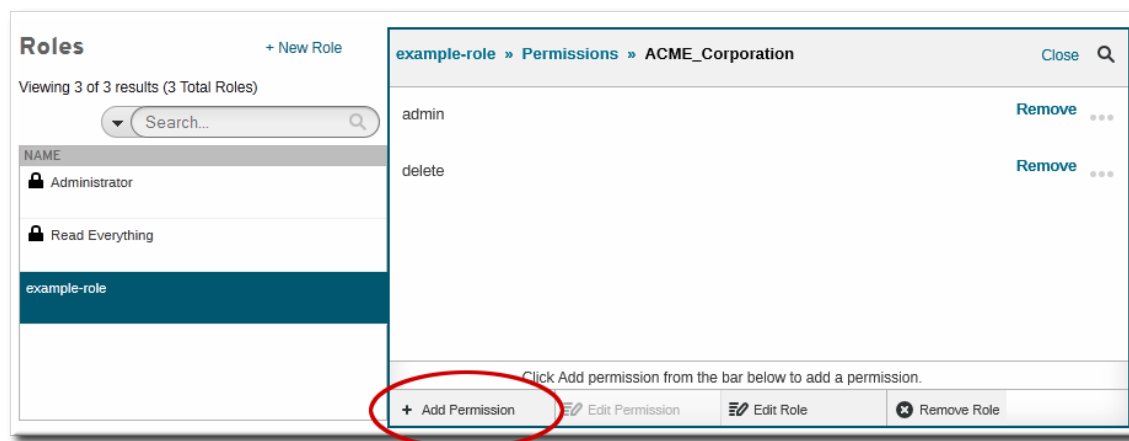 Roles
+ New Role
Viewing 3 of 3 results (3 Total Roles)
Search...
NAME
Administrator
Read Everything
example-role
example-role » Permissions » ACME_Corporation
Close
admin
Remove
delete
Remove
Click Add permission from the bar below to add a permission.
+ Add Permission
Edit Permission
Edit Role
Remove Role